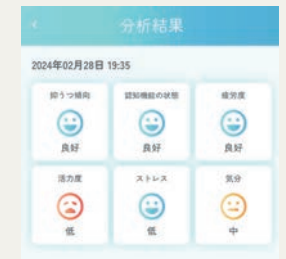 分析結果
2024年02月28日 19:35
抑うつ傾向 認知機能の状態 疲労度
良好 良好 良好
活力度 ストレス 気分
低 低 中